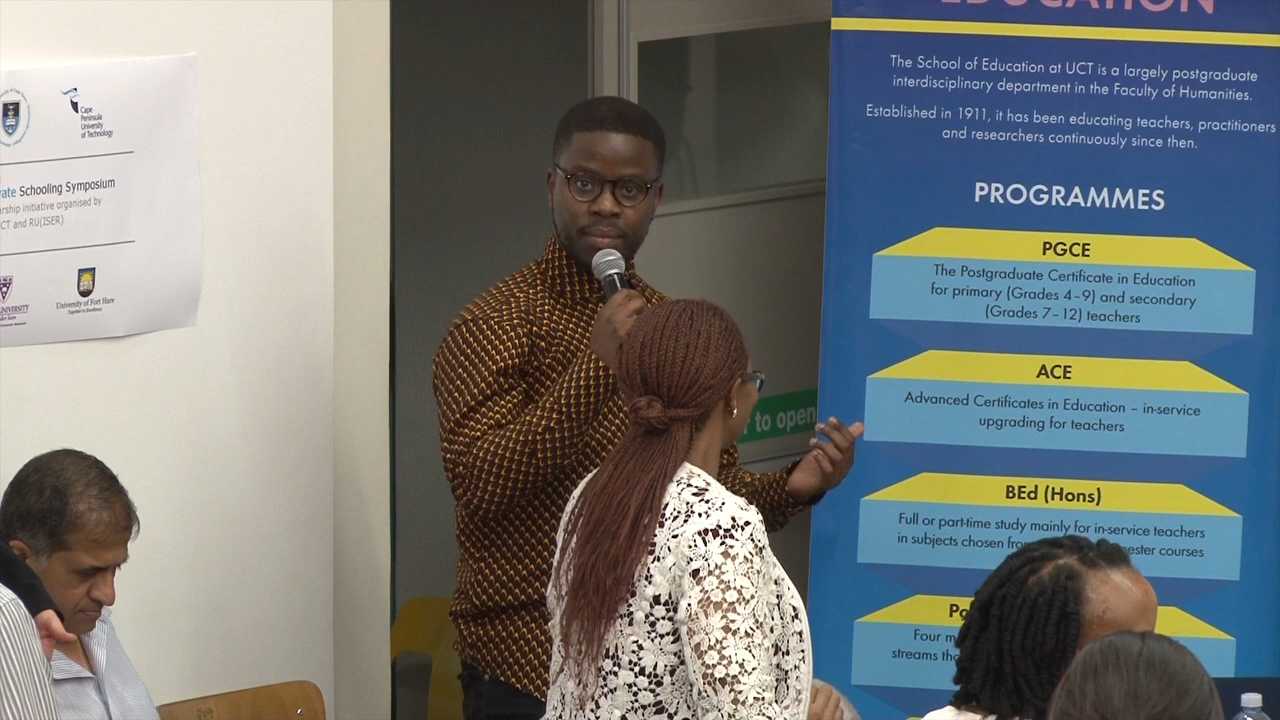 Cape
Peninsula
University
of Technology
Schooling Symposium
initiative organised by
and RU(ISER)
University of Fort Hare
Together in Excellence
EDUCATION
The School of Education at UCT is a largely postgraduate
interdisciplinary department in the Faculty of Humanities.
Established in 1911, it has been educating teachers, practitioners
and researchers continuously since then.
PROGRAMMES
PGCE
The Postgraduate Certificate in Education
for primary (Grades 4–9) and secondary
(Grades 7–12) teachers
ACE
Advanced Certificates in Education – in-service
upgrading for teachers
BEd (Hons)
Full or part-time study mainly for in-service teachers
in subjects chosen courses
Four
streams
to open